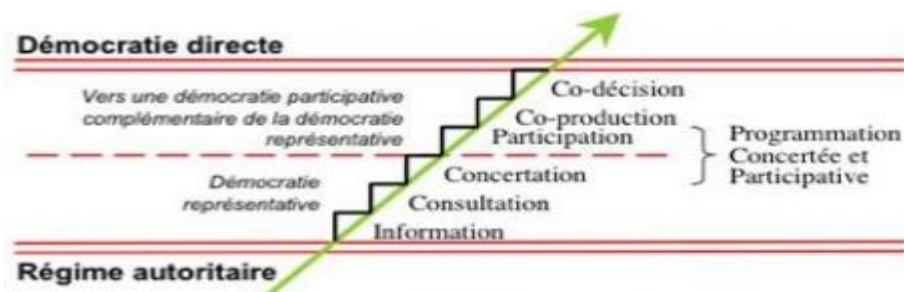 Démocratie directe
Vers une démocratie participative
complémentaire de la démocratie
représentative
Démocratie
représentative
Co-décision
Co-production
Participation
Concertation
Consultation
Information
Programmation
Concertée et
Participative
Régime autoritaire